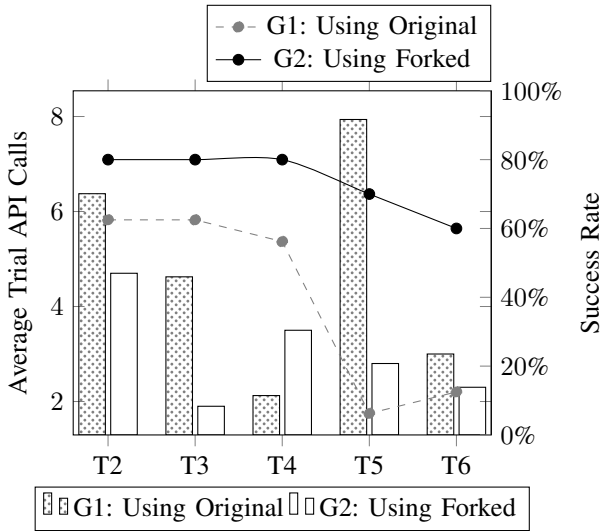 G1: Using Original
G2: Using Forked
Average Trial API Calls
8
6
4
2
100%
80%
60%
40%
20%
0%
Success Rate
T2 T3 T4 T5 T6
G1: Using Original G2: Using Forked